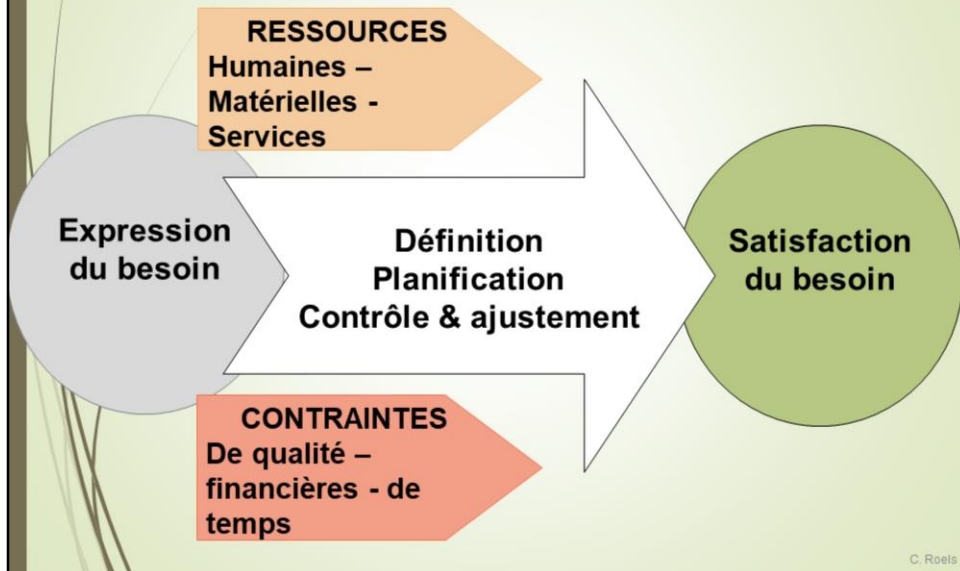 RESSOURCES
Humaines –
Matérielles -
Services
Expression
du besoin
Définition
Planification
Contrôle & ajustement
Satisfaction
du besoin
CONTRAINTES
De qualité –
financières - de
temps
C. Roels